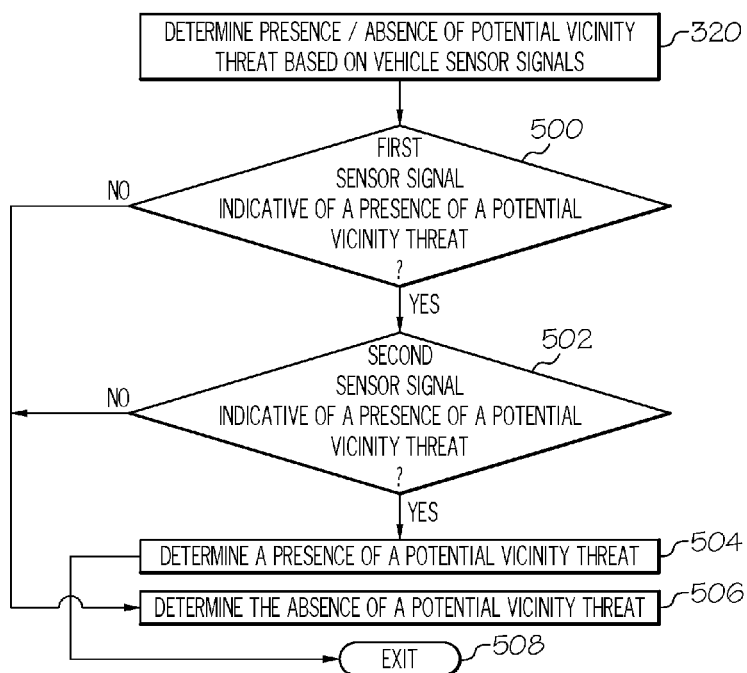 DETERMINE PRESENCE / ABSENCE OF POTENTIAL VICINITY
THREAT BASED ON VEHICLE SENSOR SIGNALS
320
500
FIRST
SENSOR SIGNAL
INDICATIVE OF A PRESENCE OF A POTENTIAL
VICINITY THREAT
?
NO
YES
502
SECOND
SENSOR SIGNAL
INDICATIVE OF A PRESENCE OF A POTENTIAL
VICINITY THREAT
?
NO
YES
DETERMINE A PRESENCE OF A POTENTIAL VICINITY THREAT
504
DETERMINE THE ABSENCE OF A POTENTIAL VICINITY THREAT
506
EXIT
508